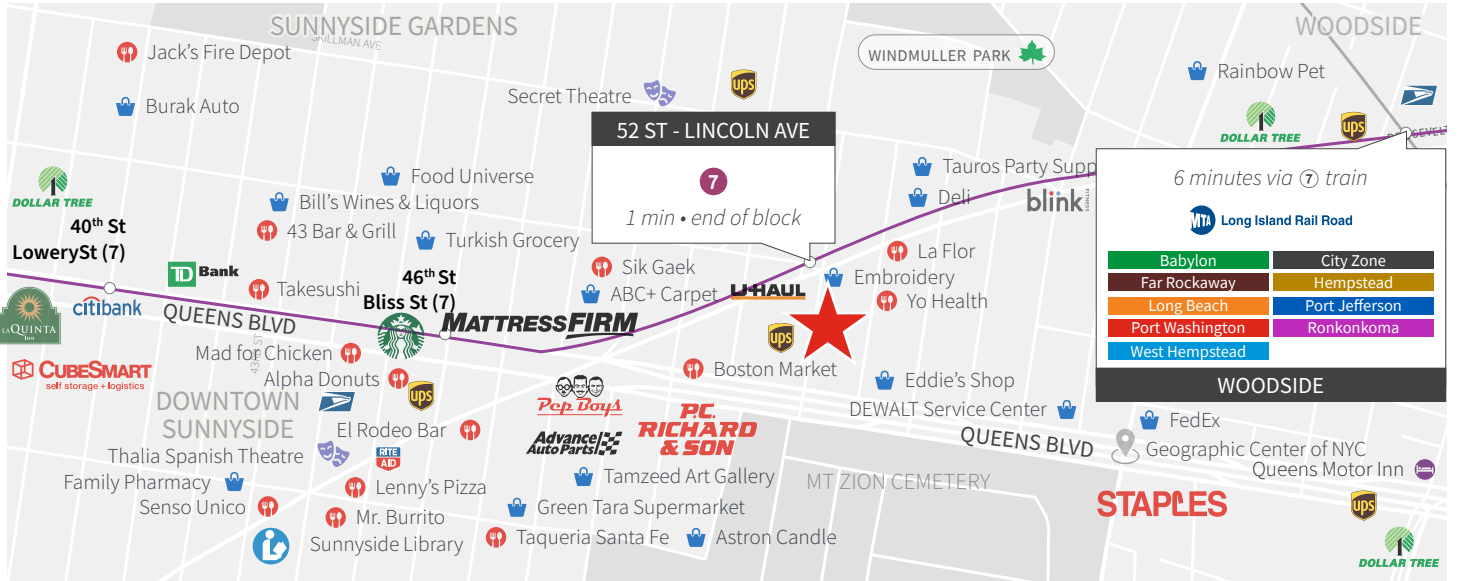 SUNNYSIDE GARDENS
SKILLMAN AVE
WOODSIDE
Jack's Fire Depot
WINDMULLER PARK
Rainbow Pet
Burak Auto
Secret Theatre
ups
DOLLAR TREE
ups
52 ST - LINCOLN AVE
7
1 min • end of block
Food Universe
Tauros Party Supp
6 minutes via 7 train
DOLLAR TREE
Bill's Wines & Liquors
Deli
blink
FITNESS
MTA Long Island Rail Road
40th St
LowerySt (7)
43 Bar & Grill
Turkish Grocery
La Flor
Babylon
City Zone
TD Bank
46th St
Bliss St (7)
Sik Gaek
Embroidery
Far Rockaway
Hempstead
Takesushi
ABC+ Carpet
U-HAUL
Yo Health
Long Beach
Port Jefferson
LA QUINTA
INN
citibank
QUEENS BLVD
MATTRESSFIRM
Port Washington
Ronkonkoma
ups
West Hempstead
43RD ST
Mad for Chicken
CUBESMART
self storage + logistics
Alpha Donuts
Boston Market
Eddie's Shop
WOODSIDE
DOWNTOWN
SUNNYSIDE
ups
Pep Boys
P.C.
RICHARD
& SON
DEWALT Service Center
FedEx
El Rodeo Bar
Advance
Auto Parts
QUEENS BLVD
Geographic Center of NYC
Thalia Spanish Theatre
RITE
AID
Queens Motor Inn
Family Pharmacy
Lenny's Pizza
Tamzeed Art Gallery
MT ZION CEMETERY
Senso Unico
Mr. Burrito
Green Tara Supermarket
STAPLES
ups
Sunnyside Library
Taqueria Santa Fe
Astron Candle
DOLLAR TREE